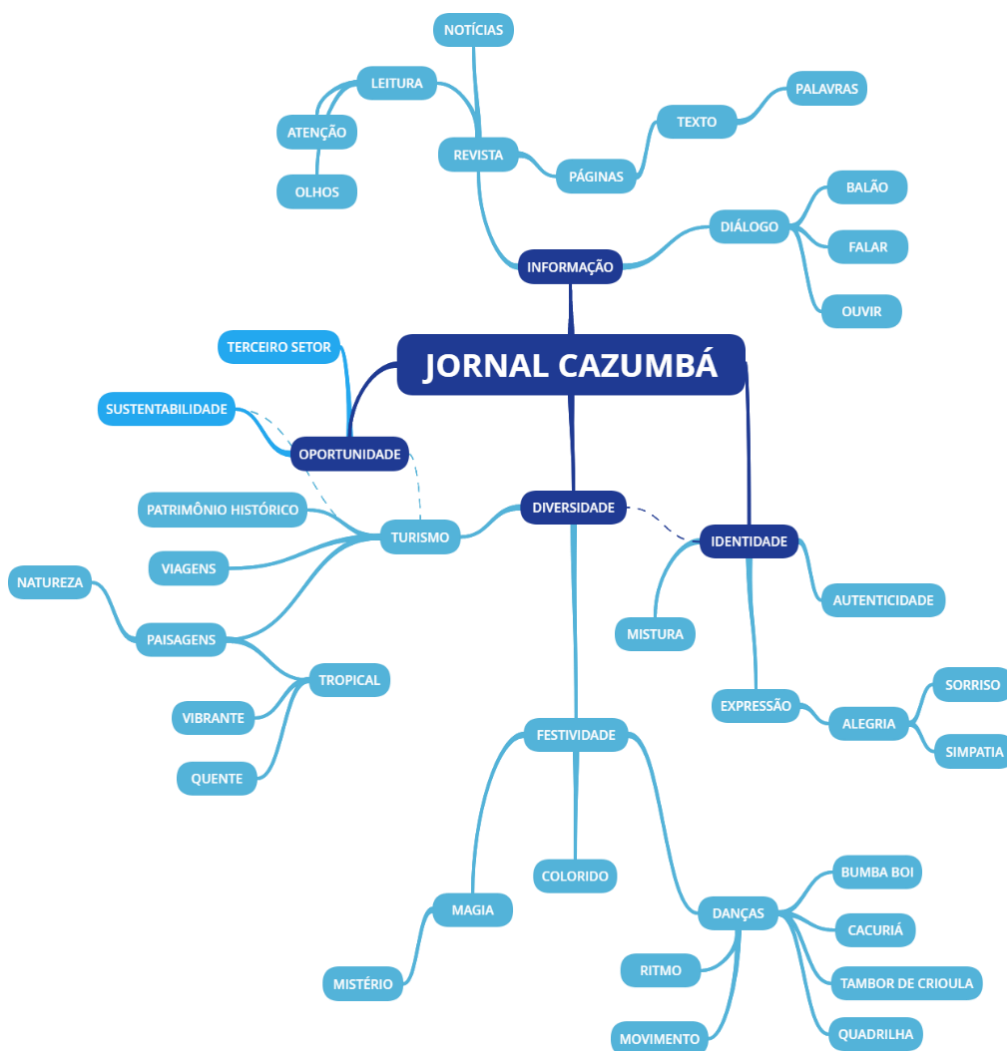 NOTÍCIAS
LEITURA
PALAVRAS
TEXTO
ATENÇÃO
REVISTA
PÁGINAS
OLHOS
BALÃO
DIÁLOGO
FALAR
INFORMAÇÃO
OUVIR
TERCEIRO SETOR
JORNAL CAZUMBÁ
SUSTENTABILIDADE
OPORTUNIDADE
PATRIMÔNIO HISTÓRICO
DIVERSIDADE
TURISMO
IDENTIDADE
VIAGENS
NATUREZA
AUTENTICIDADE
MISTURA
PAISAGENS
TROPICAL
SORRISO
EXPRESSÃO
VIBRANTE
ALEGRIA
FESTIVIDADE
SIMPATIA
QUENTE
COLORIDO
BUMBA BOI
MAGIA
DANÇAS
CACURIÁ
RITMO
MISTÉRIO
TAMBOR DE CRIOULA
MOVIMENTO
QUADRILHA